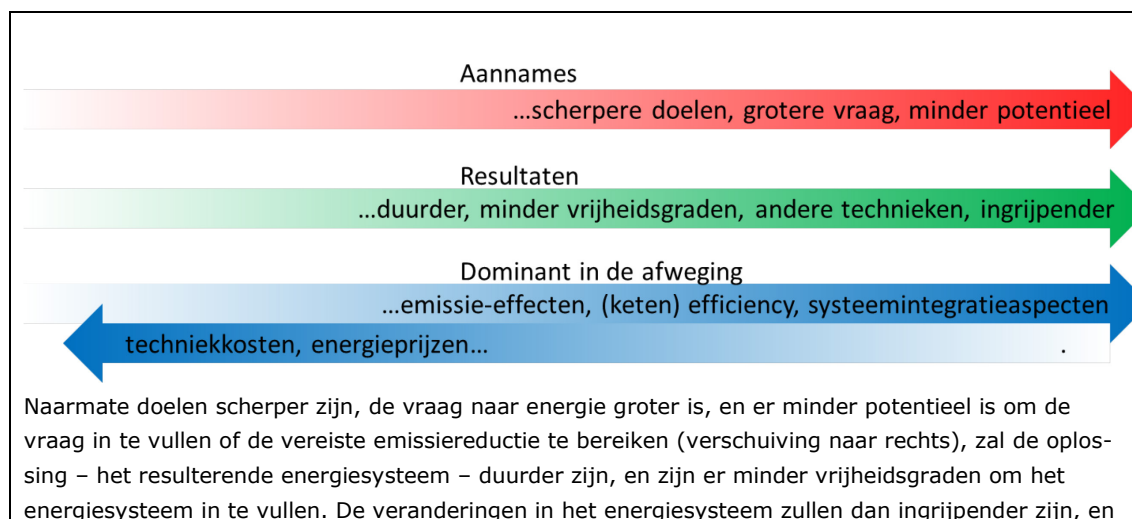 Aannames
...scherpere doelen, grotere vraag, minder potentieel
Resultaten
...duurder, minder vrijheidsgraden, andere technieken, ingrijpender
Dominant in de afweging
...emissie-effecten, (keten) efficiency, systeemintegratieaspecten
techniekkosten, energieprijzen... .
Naarmate doelen scherper zijn, de vraag naar energie groter is, en er minder potentieel is om de
vraag in te vullen of de vereiste emissiereductie te bereiken (verschuiving naar rechts), zal de oplos-
sing – het resulterende energiesysteem – duurder zijn, en zijn er minder vrijheidsgraden om het
energiesysteem in te vullen. De veranderingen in het energiesysteem zullen dan ingrijpender zijn, en